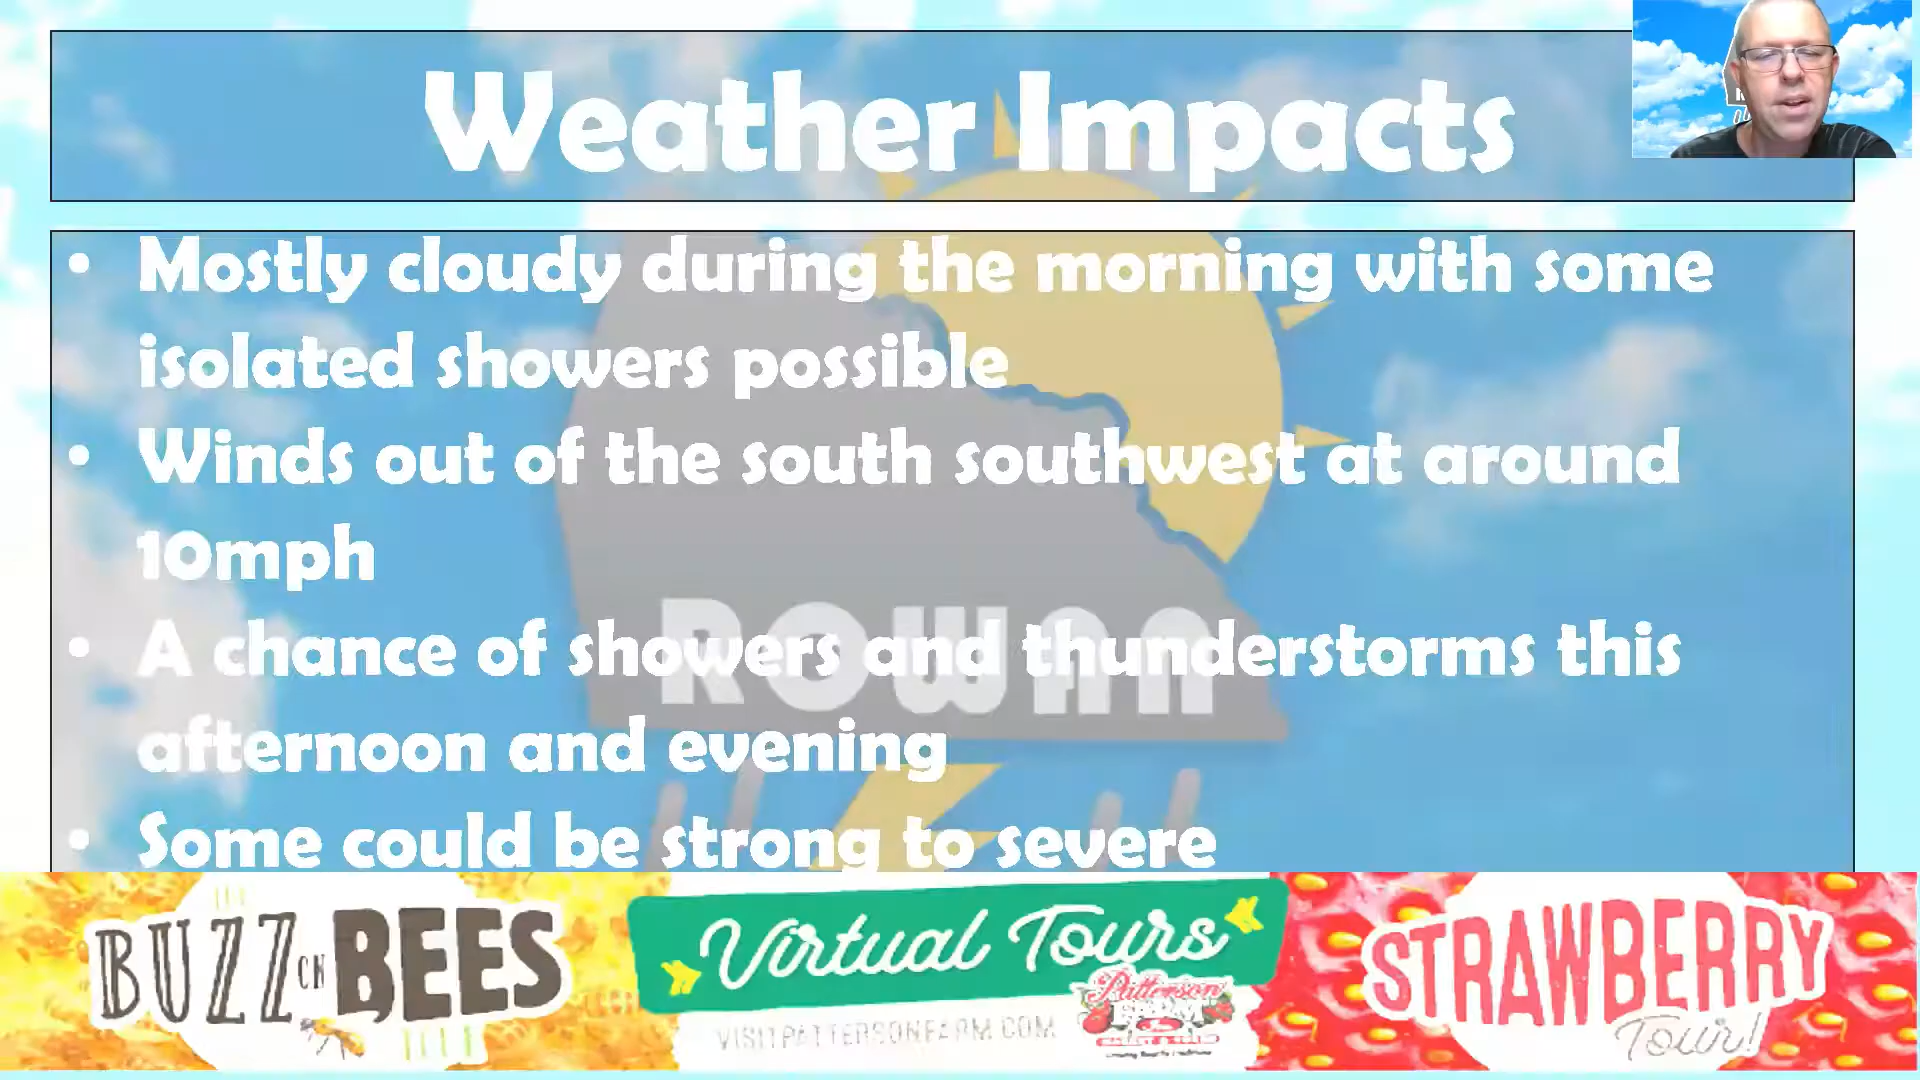 Weather Impacts
• Mostly cloudy during the morning with some
isolated showers possible
• Winds out of the south southwest at around
10mph
• A chance of showers and thunderstorms this
afternoon and evening
• Some could be strong to severe
ROWAN
BUZZ ON BEES
Virtual Tours
VISITPATTERSONFARM.COM
Patterson
FARM
STRAWBERRY
Tour!